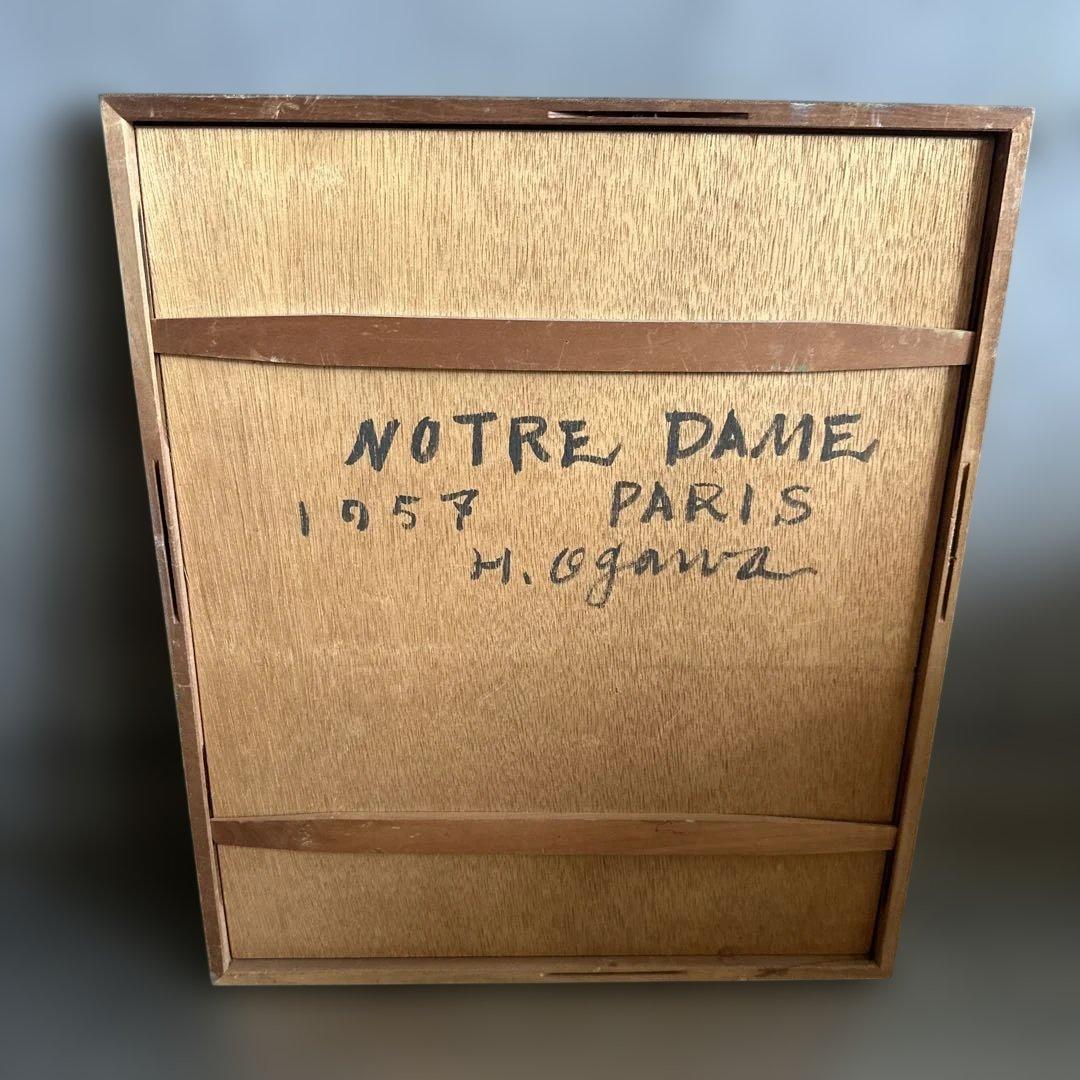 NOTRE DAME
1957 PARIS
H. Ogawa